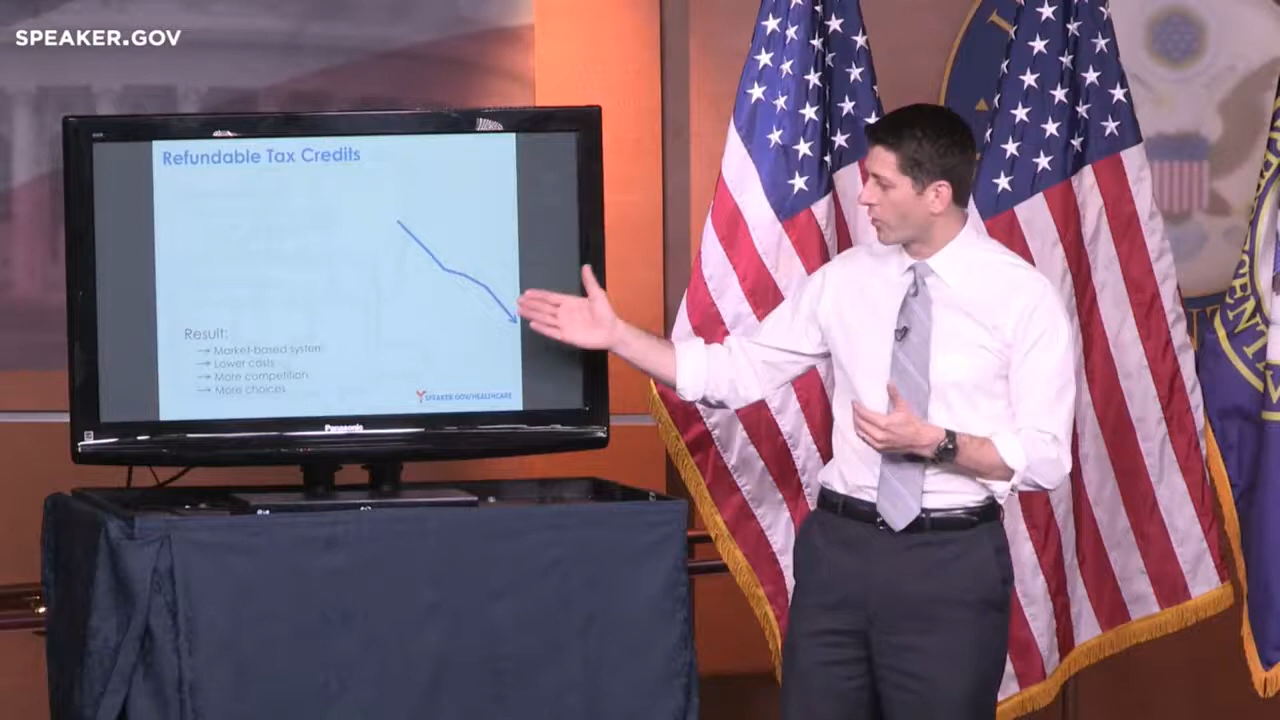 SPEAKER.GOV
Refundable Tax Credits
Result:
→ Market-based system
→ Lower costs
→ More competition
→ More choices
SPEAKER.GOV/HEALTHCARE
Panasonic